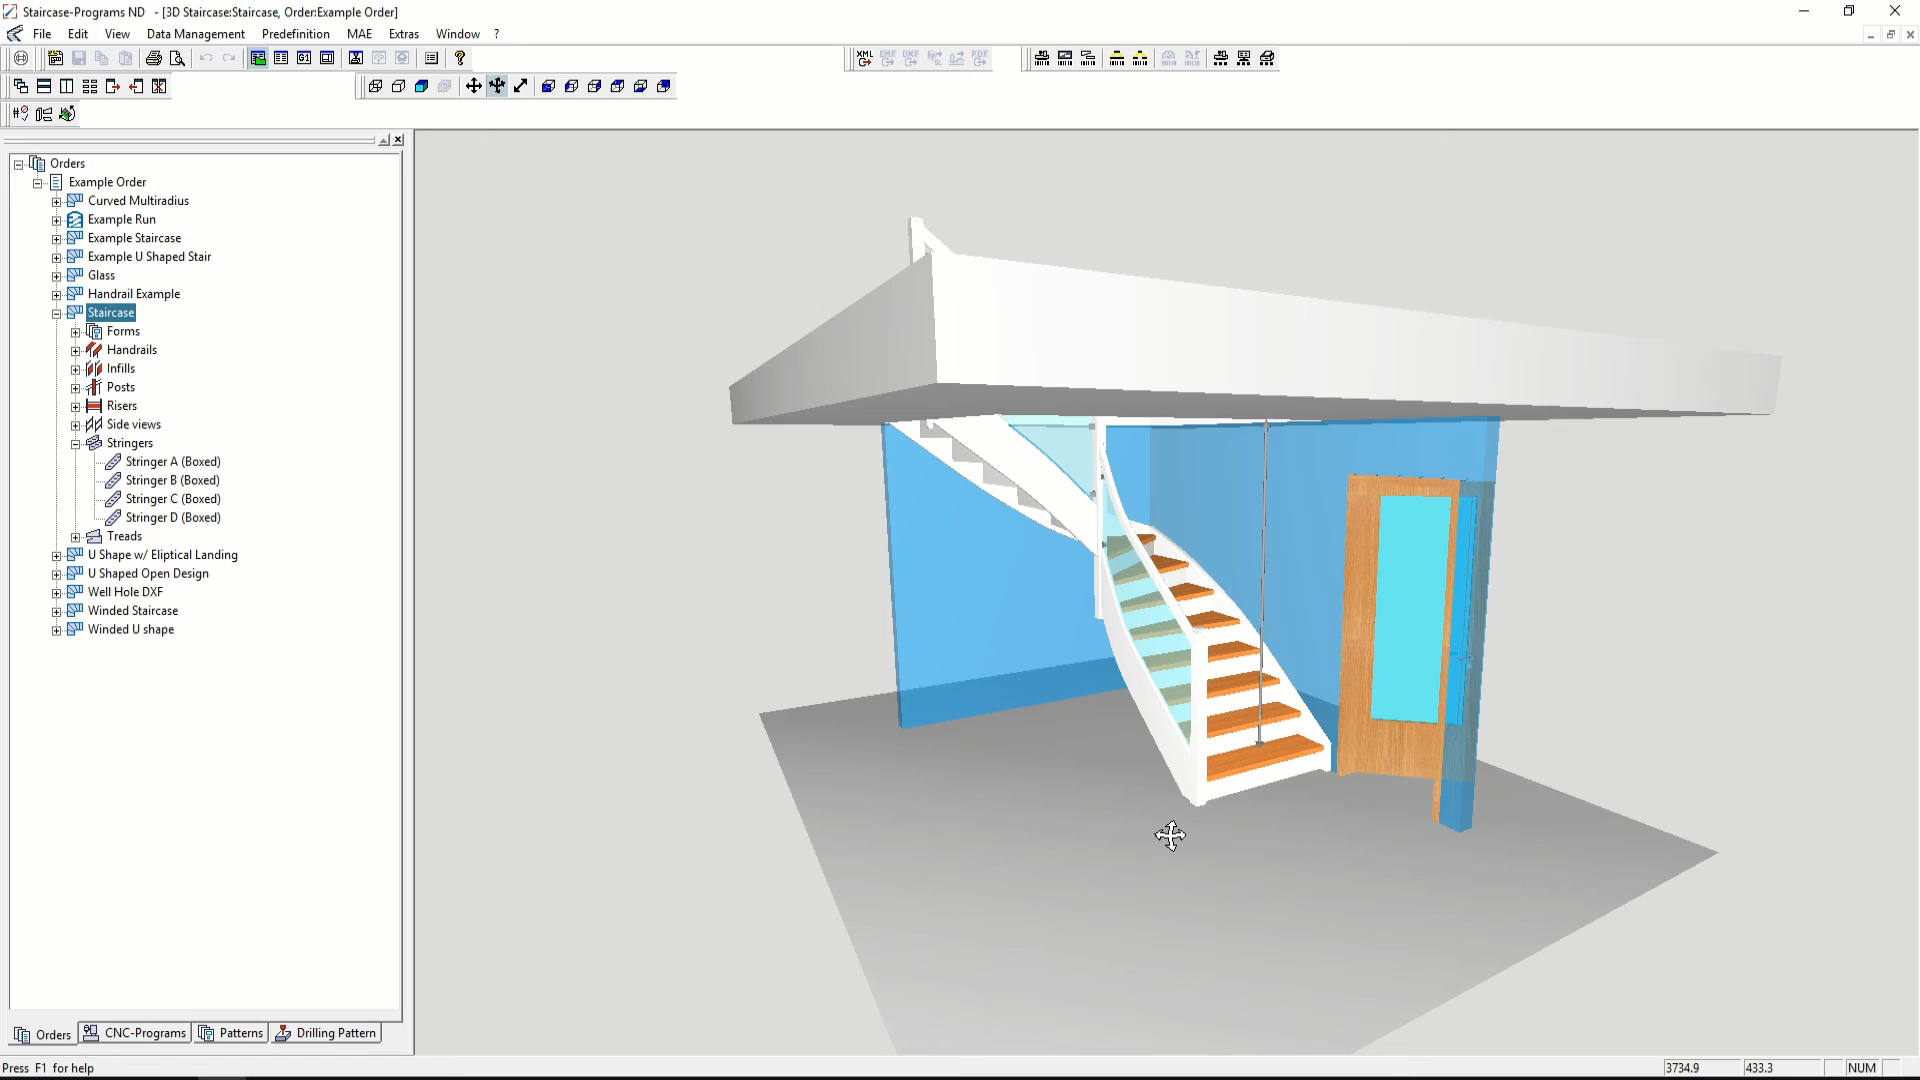 Staircase-Programs ND - [3D Staircase:Staircase, Order:Example Order]
File Edit View Data Management Predefinition MAE Extras Window ?
XML EMF DXF PDF
Orders
Example Order
Curved Multiradius
Example Run
Example Staircase
Example U Shaped Stair
Glass
Handrail Example
Staircase
Forms
Handrails
Infills
Posts
Risers
Side views
Stringers
Stringer A (Boxed)
Stringer B (Boxed)
Stringer C (Boxed)
Stringer D (Boxed)
Treads
U Shape w/ Eliptical Landing
U Shaped Open Design
Well Hole DXF
Winded Staircase
Winded U shape
Orders CNC-Programs Patterns Drilling Pattern
Press F1 for help 3734.9 433.3 NUM